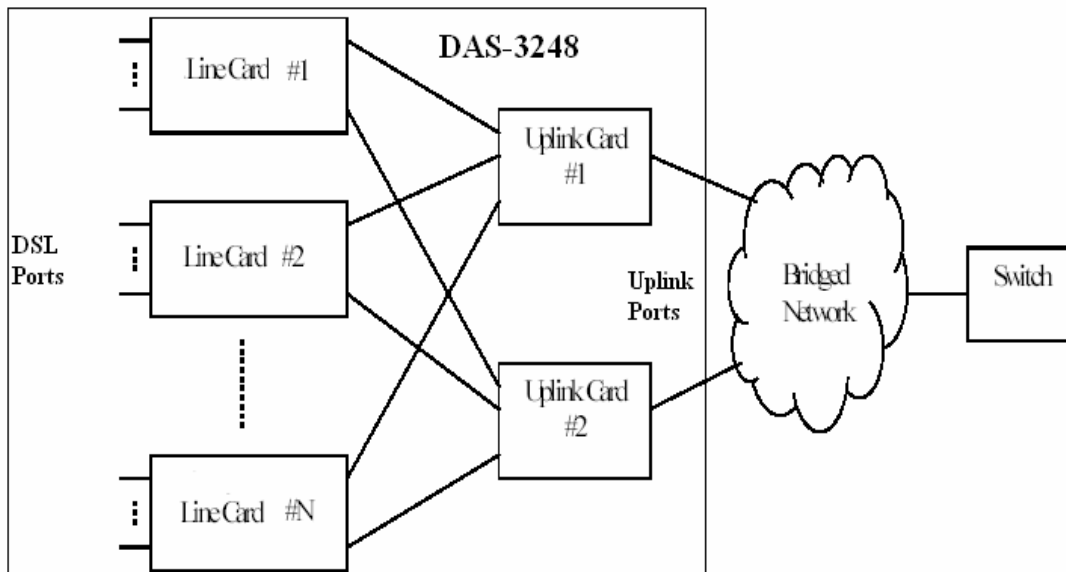 DAS-3248
Line Card #1
Uplink Card
#1
DSL
Ports
Line Card #2
Uplink
Ports
Bridged
Network
Switch
Uplink Card
#2
Line Card #N